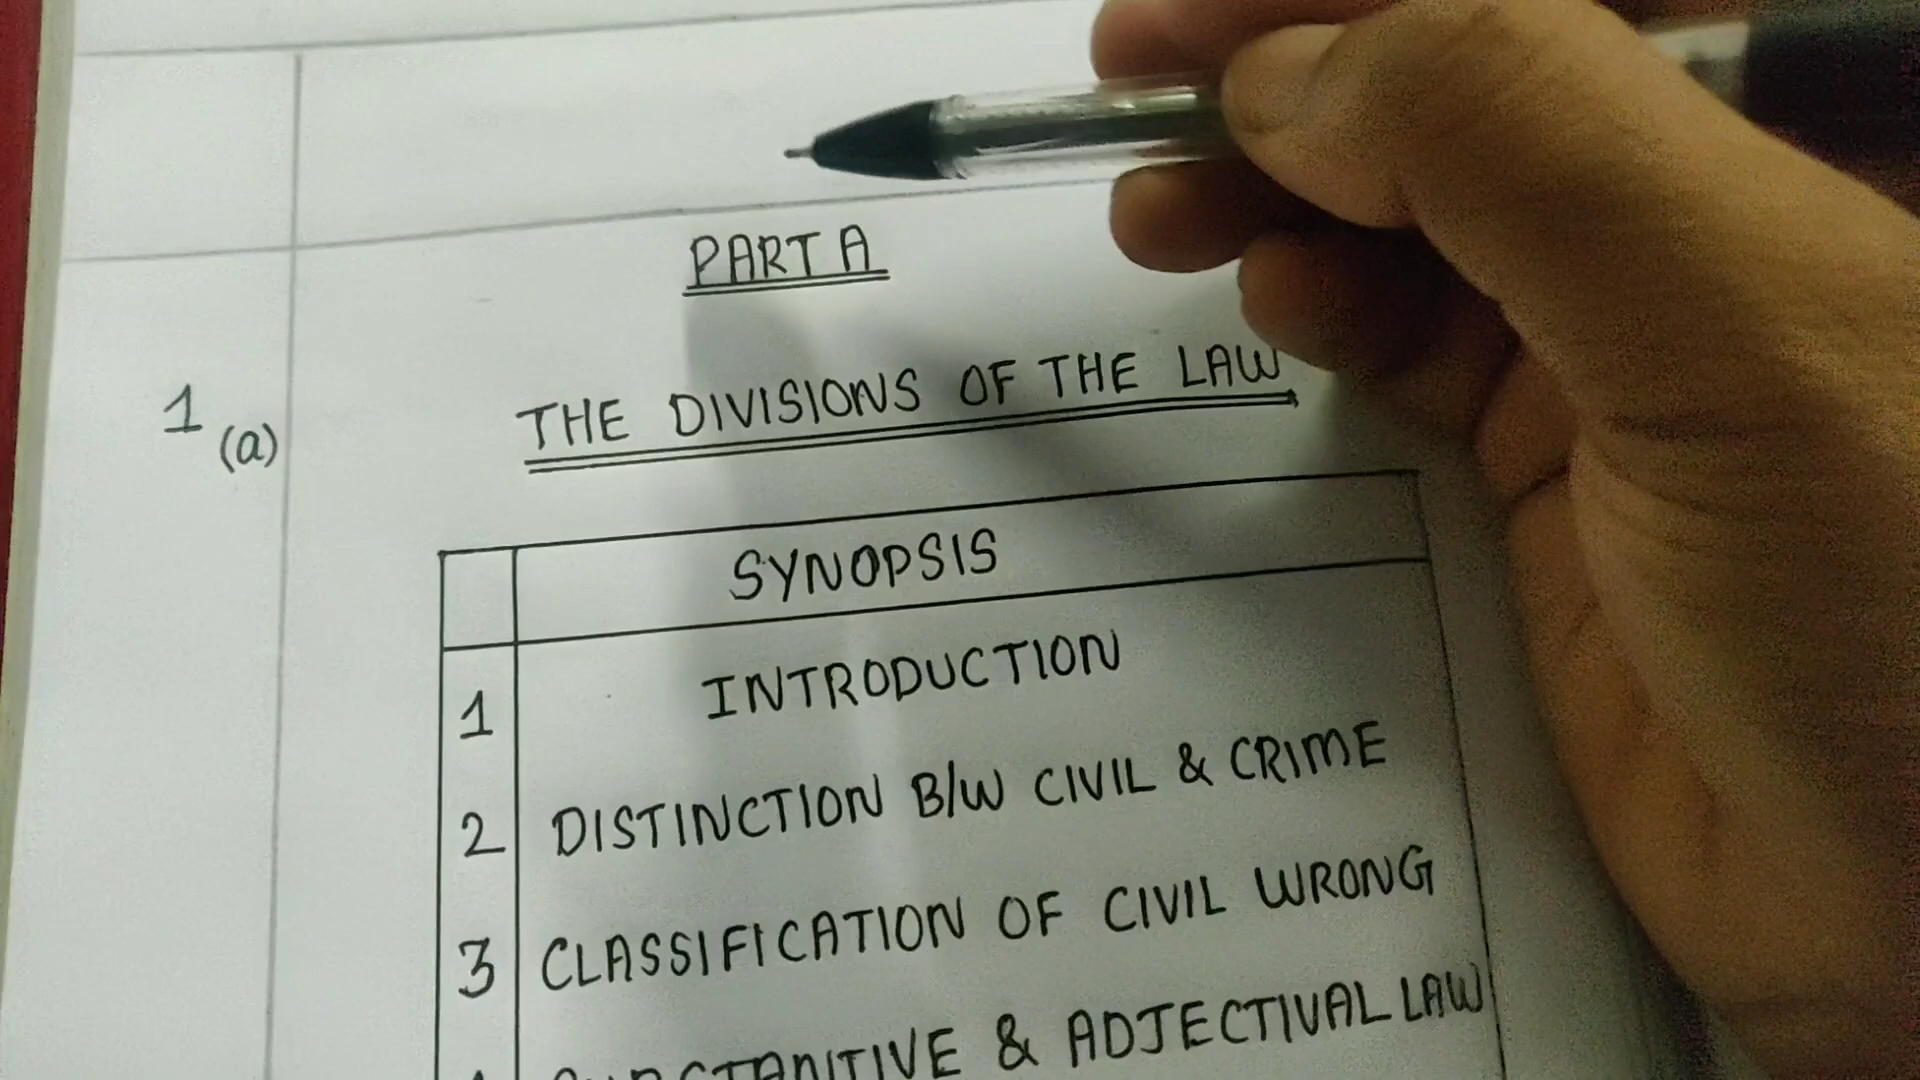 PART A
1 (a) THE DIVISIONS OF THE LAW
SYNOPSIS
1 INTRODUCTION
2 DISTINCTION B/W CIVIL & CRIME
3 CLASSIFICATION OF CIVIL WRONG
& ADJECTIVAL LAW